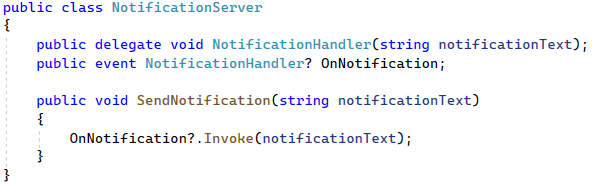 public class NotificationServer
{
    public delegate void NotificationHandler(string notificationText);
    public event NotificationHandler? OnNotification;

    public void SendNotification(string notificationText)
    {
        OnNotification?.Invoke(notificationText);
    }
}